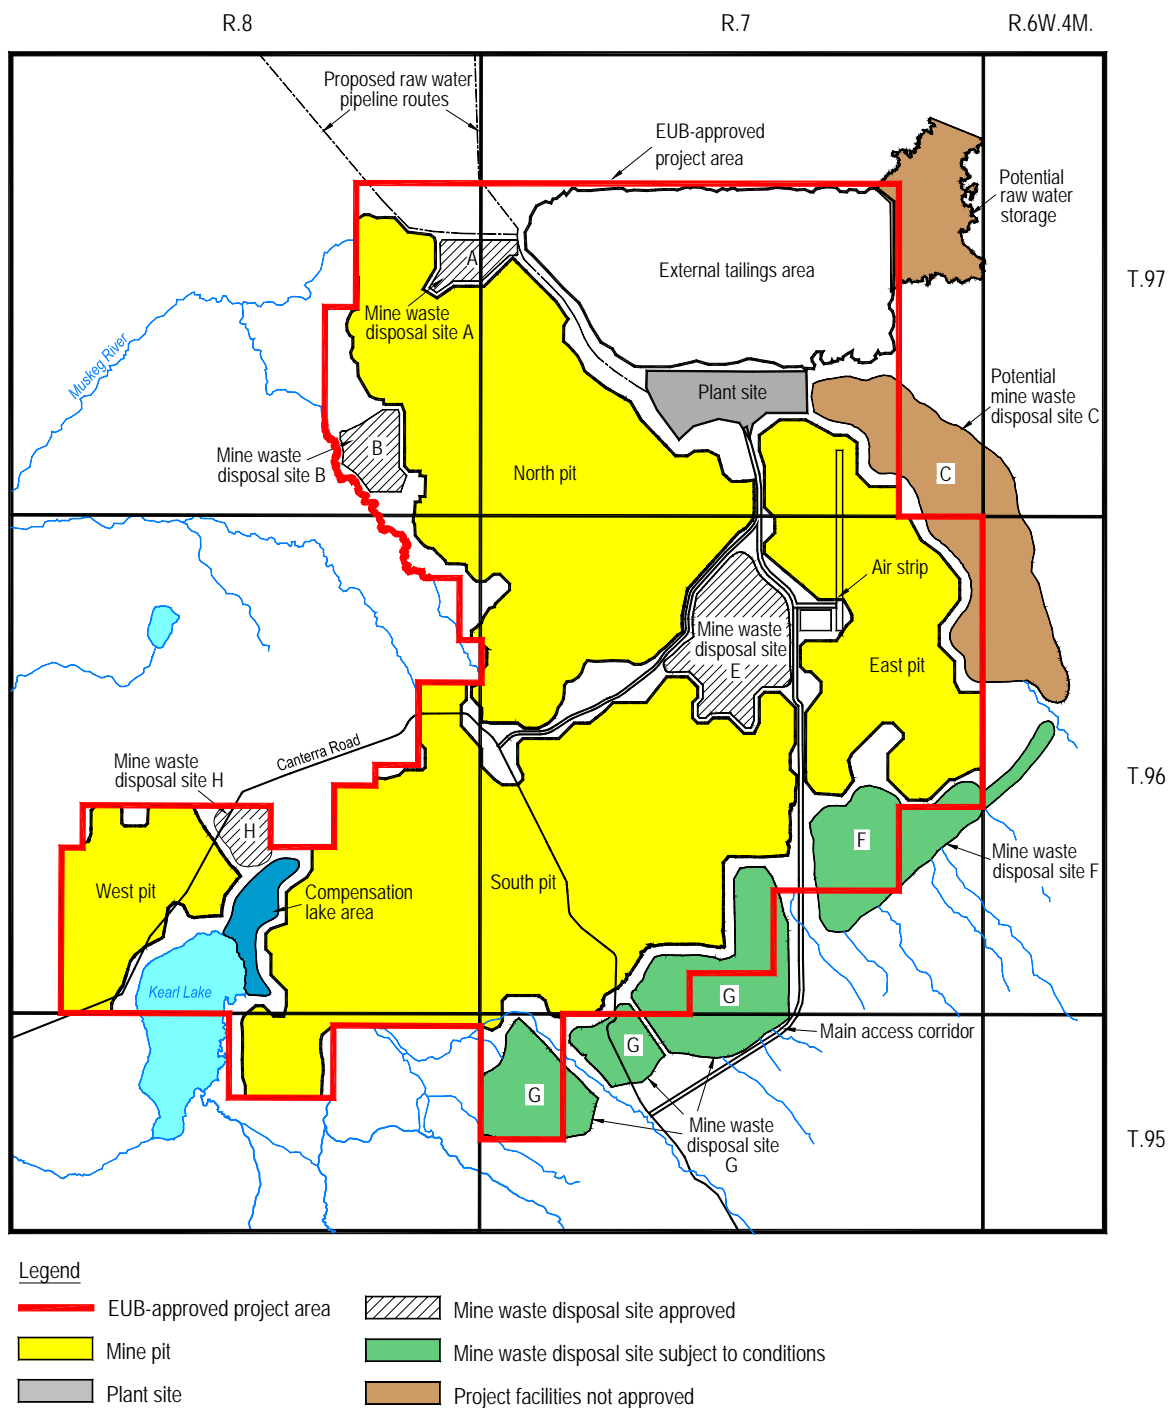 R.8
R.7
R.6W.4M.
Proposed raw water
pipeline routes
EUB-approved
project area
Potential
raw water
storage
A
External tailings area
T.97
Mine waste
disposal site A
Muskeg River
Plant site
Potential
mine waste
disposal site C
B
Mine waste
disposal site B
North pit
C
Air strip
Mine waste
disposal site
E
East pit
Canterra Road
Mine waste
disposal site H
T.96
H
F
Mine waste
disposal site F
West pit
Compensation
lake area
South pit
Kearl Lake
G
Main access corridor
G
G
Mine waste
disposal site
G
T.95
Legend
EUB-approved project area
Mine waste disposal site approved
Mine pit
Mine waste disposal site subject to conditions
Plant site
Project facilities not approved